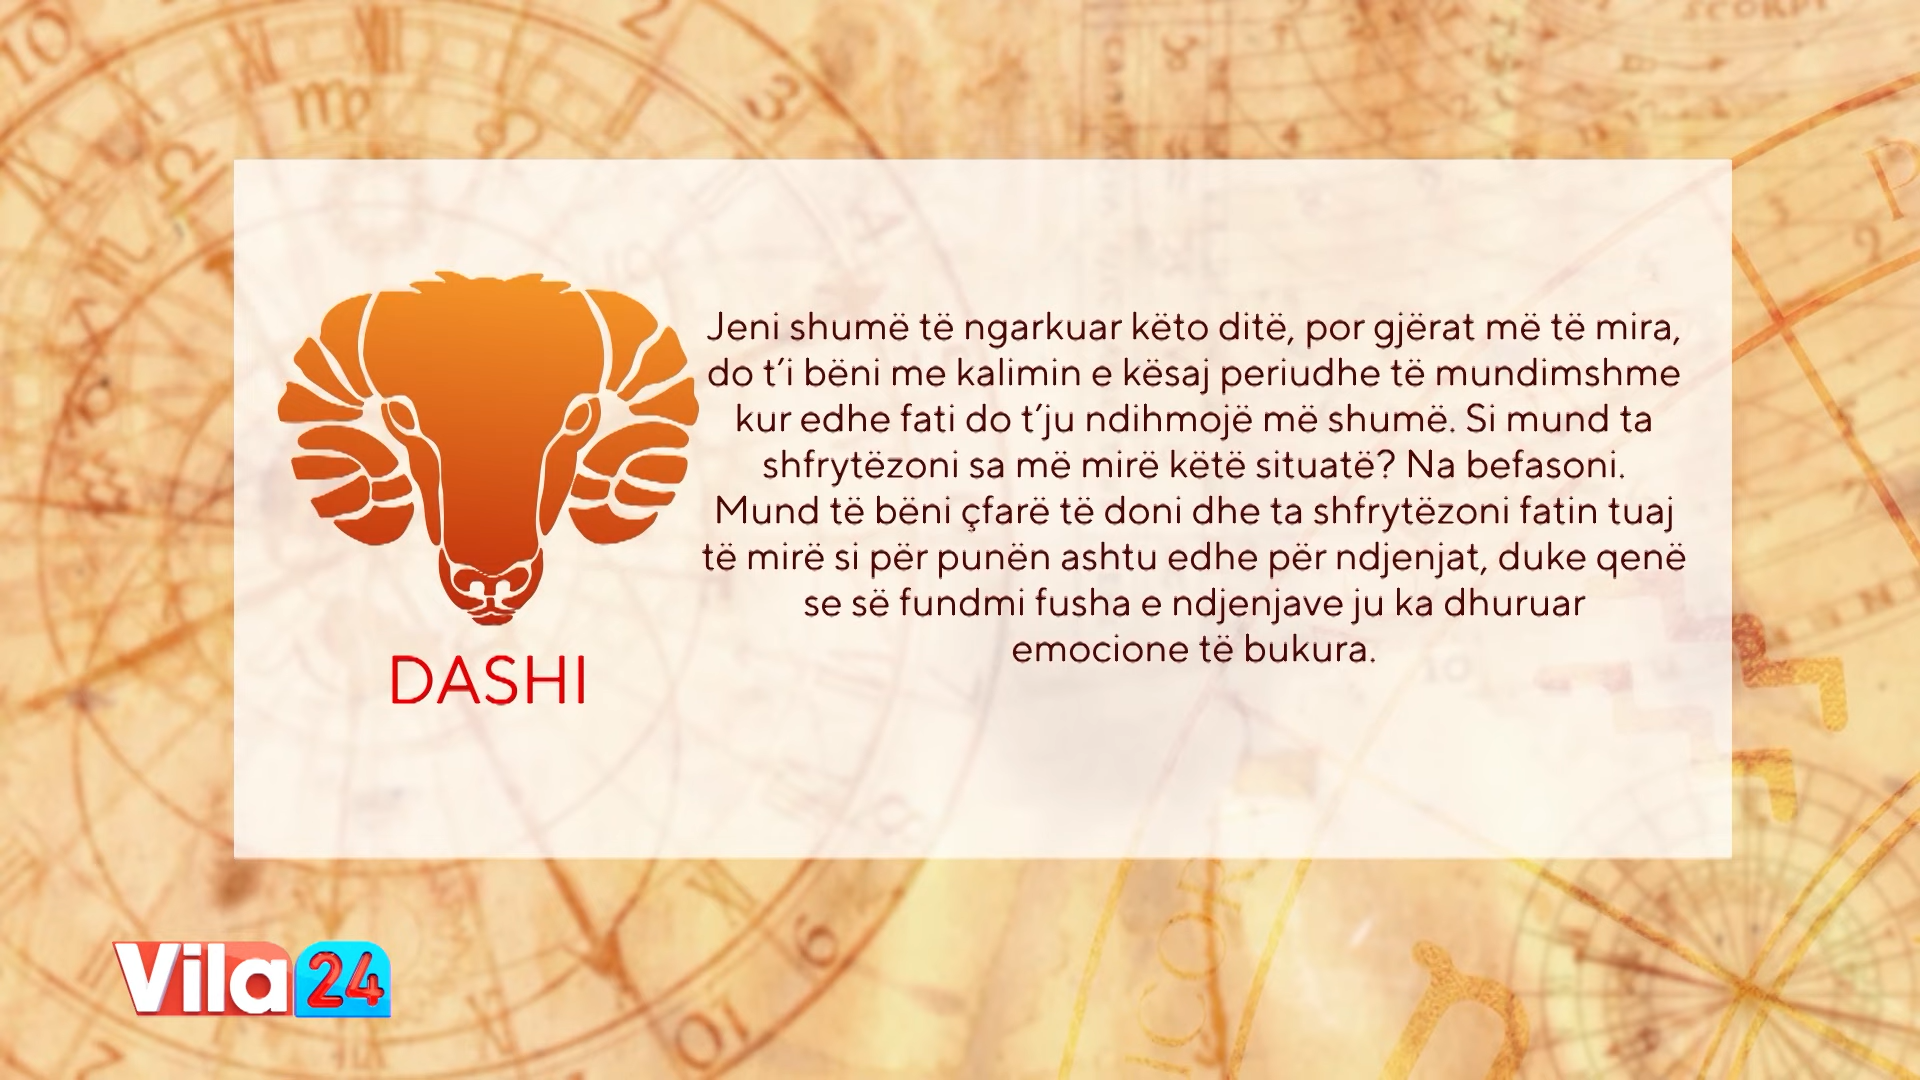 Jeni shumë të ngarkuar këto ditë, por gjërat më të mira,
do t'i bëni me kalimin e kësaj periudhe të mundimshme
kur edhe fati do t'ju ndihmojë më shumë. Si mund ta
shfrytëzoni sa më mirë këtë situatë? Na befasoni.
Mund të bëni çfarë të doni dhe ta shfrytëzoni fatin tuaj
të mirë si për punën ashtu edhe për ndjenjat, duke qenë
se së fundmi fusha e ndjenjave ju ka dhuruar
emocione të bukura.
DASHI
Vila 24